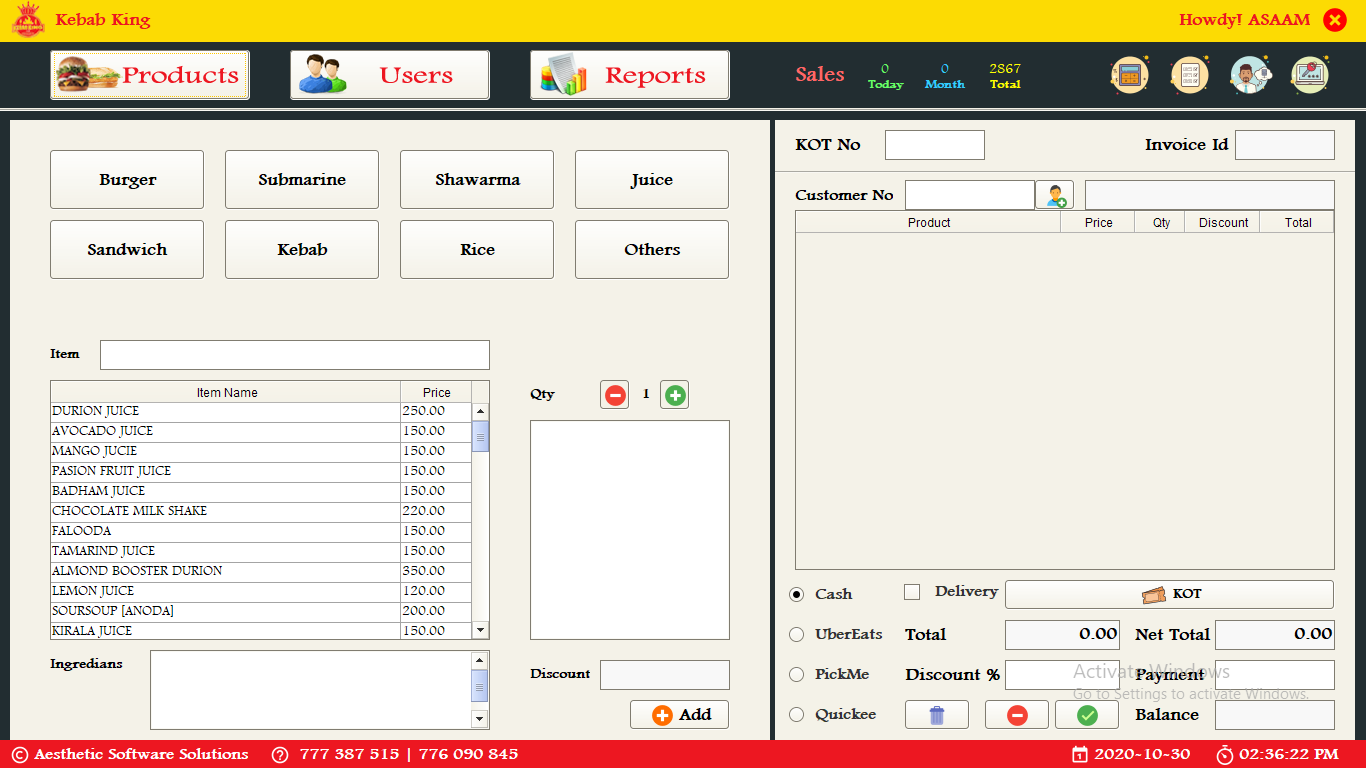 Kebab King
Howdy! ASAAM
Products
Users
Reports
Sales
0
Today
0
Month
2867
Total
Burger
Submarine
Shawarma
Juice
Sandwich
Kebab
Rice
Others
Item
Item Name Price
DURION JUICE 250.00
AVOCADO JUICE 150.00
MANGO JUCIE 150.00
PASION FRUIT JUICE 150.00
BADHAM JUICE 150.00
CHOCOLATE MILK SHAKE 220.00
FALOODA 150.00
TAMARIND JUICE 150.00
ALMOND BOOSTER DURION 350.00
LEMON JUICE 120.00
SOURSOUP [ANODA] 200.00
KIRALA JUICE 150.00
Qty 1
Ingredians
Discount
Add
KOT No
Invoice Id
Customer No
Product Price Qty Discount Total
Cash
Delivery
KOT
UberEats
Total 0.00
Net Total 0.00
PickMe
Discount %
Payment
Activate Windows
Go to Settings to activate Windows.
Quickee
Balance
Aesthetic Software Solutions
777 387 515 | 776 090 845
2020-10-30
02:36:22 PM